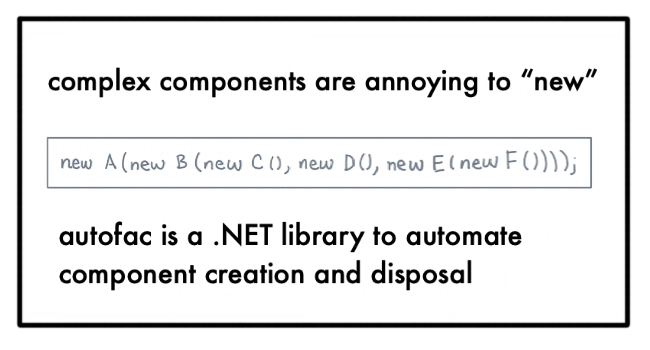 complex components are annoying to “new”
new A(new B(new C(), new D(), new E(new F())));
autofac is a .NET library to automate
component creation and disposal